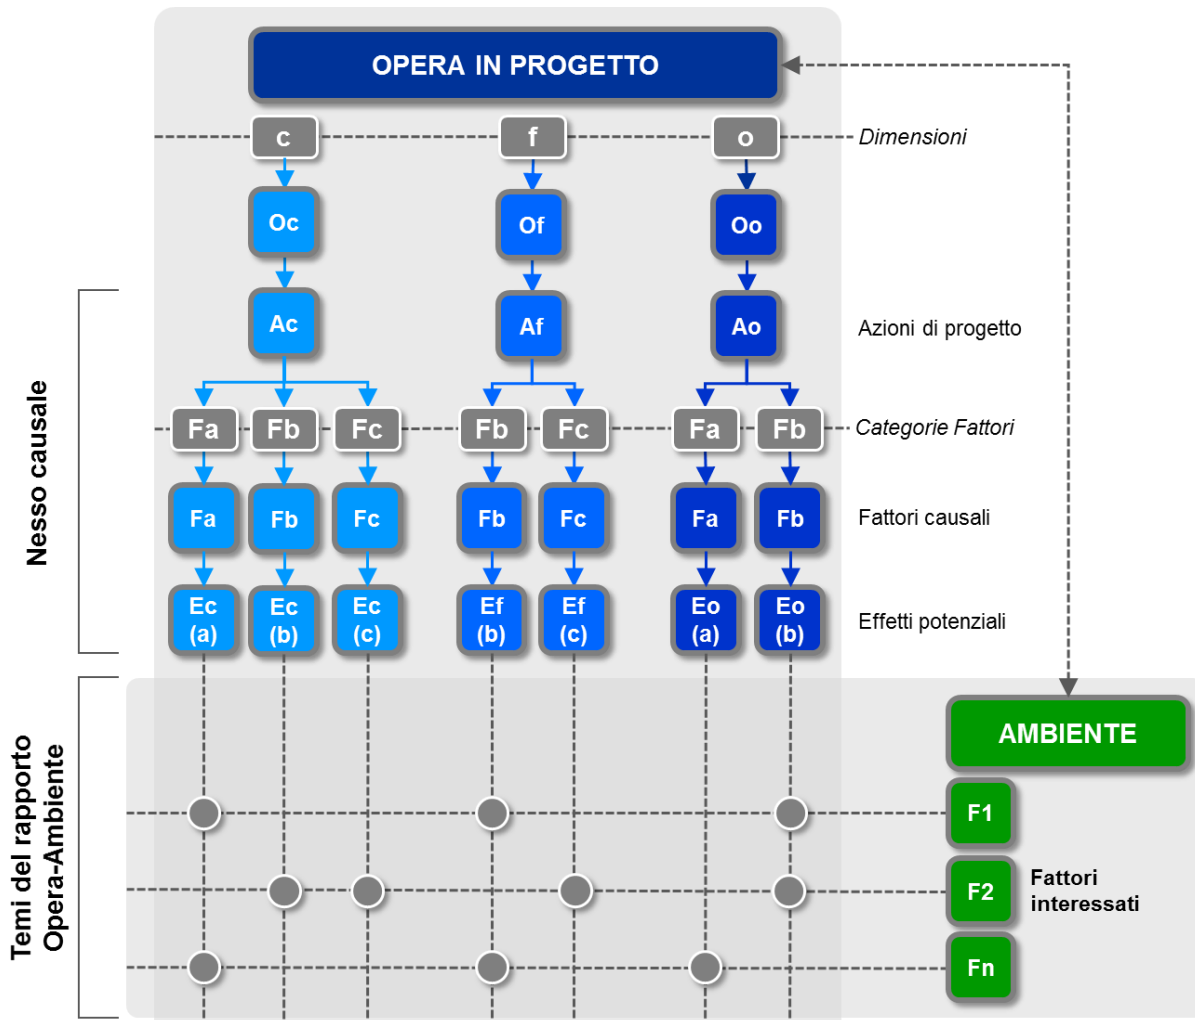 OPERA IN PROGETTO
c
f
o
Dimensioni
Oc
Of
Oo
Ac
Af
Ao
Azioni di progetto
Fa
Fb
Fc
Fb
Fc
Fa
Fb
Categorie Fattori
Fa
Fb
Fc
Fb
Fc
Fa
Fb
Fattori causali
Ec
(a)
Ec
(b)
Ec
(c)
Ef
(b)
Ef
(c)
Eo
(a)
Eo
(b)
Effetti potenziali
Nesso causale
AMBIENTE
F1
F2
Fn
Fattori
interessati
Temi del rapporto
Opera-Ambiente